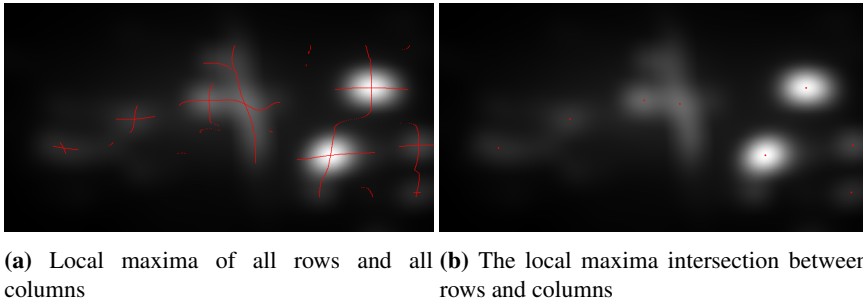 (a) Local maxima of all rows and all columns
(b) The local maxima intersection between rows and columns